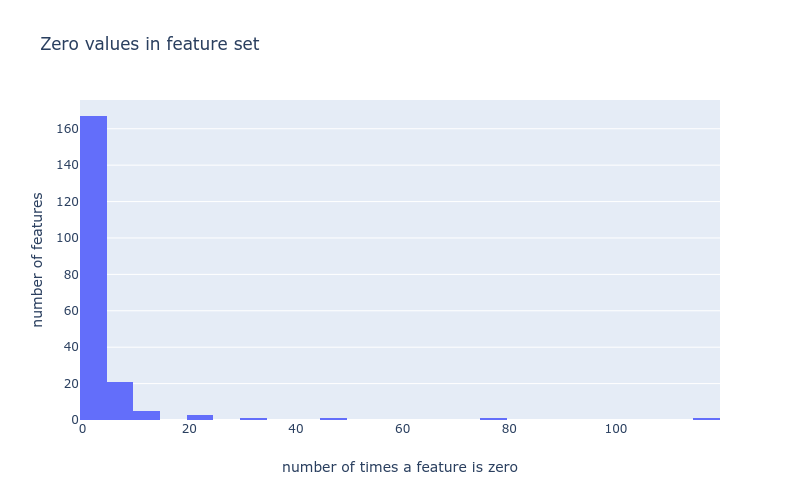 Zero values in feature set
number of features
160
140
120
100
80
60
40
20
0
0 20 40 60 80 100
number of times a feature is zero